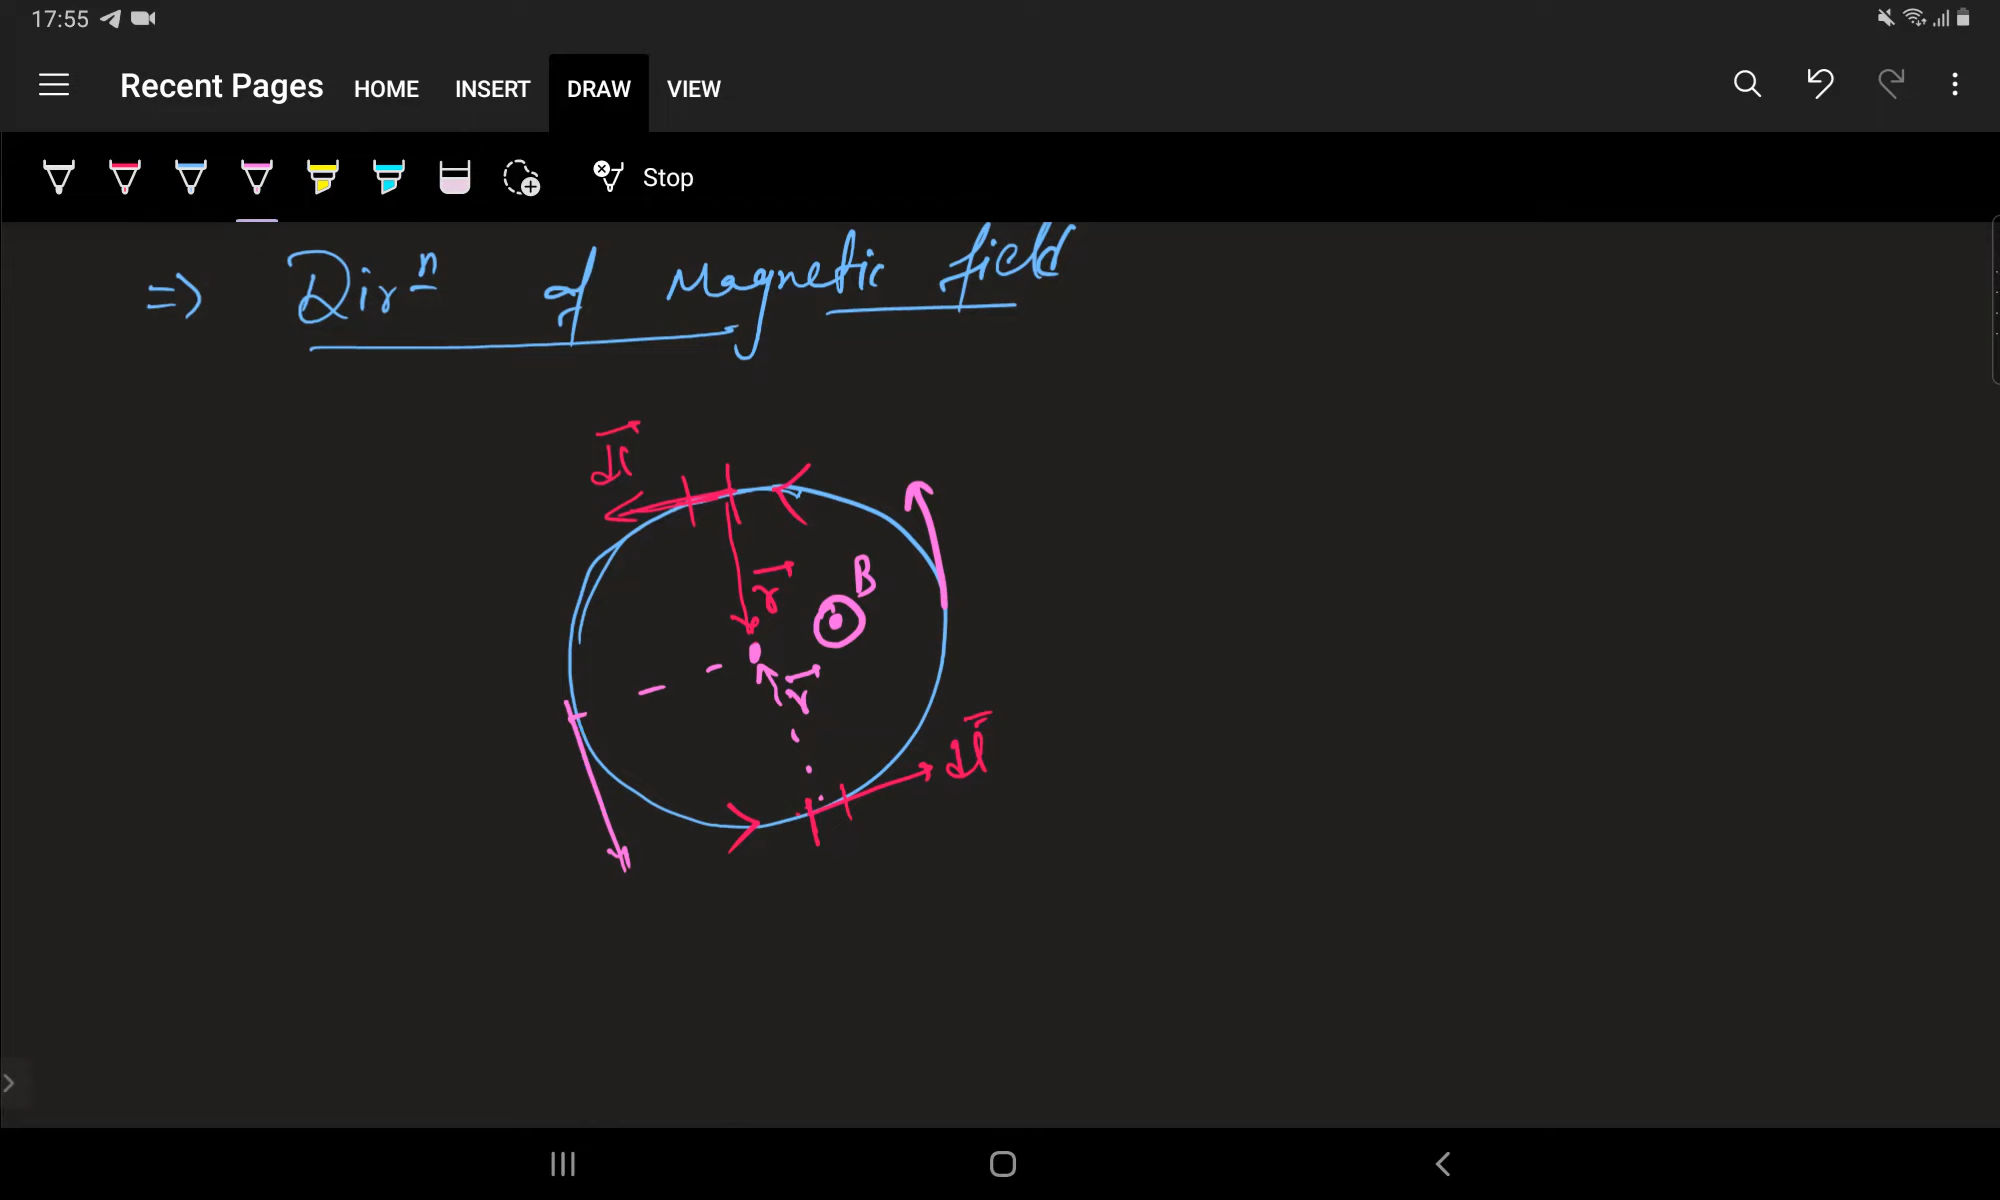 17:55
Recent Pages HOME INSERT DRAW VIEW
Stop
=> Dirⁿ of Magnetic field
dl
B
r
r
dl